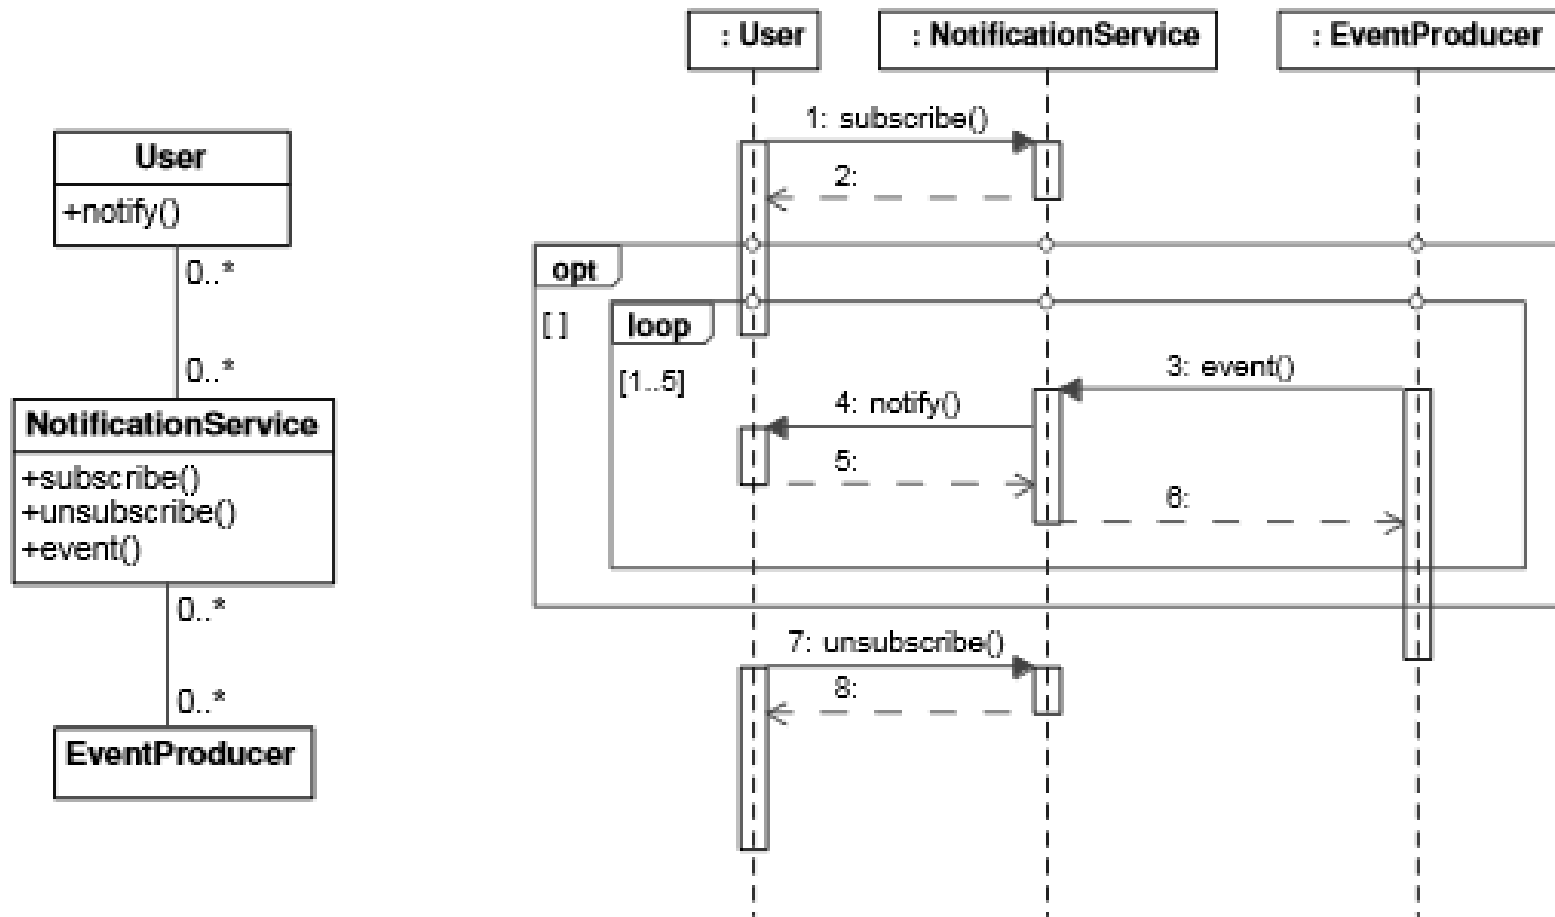 User
+notify()
0..*
0..*
NotificationService
+subscribe()
+unsubscribe()
+event()
0..*
0..*
EventProducer
: User
: NotificationService
: EventProducer
1: subscribe()
2:
opt
[ ]
loop
[1..5]
3: event()
4: notify()
5:
6:
7: unsubscribe()
8: